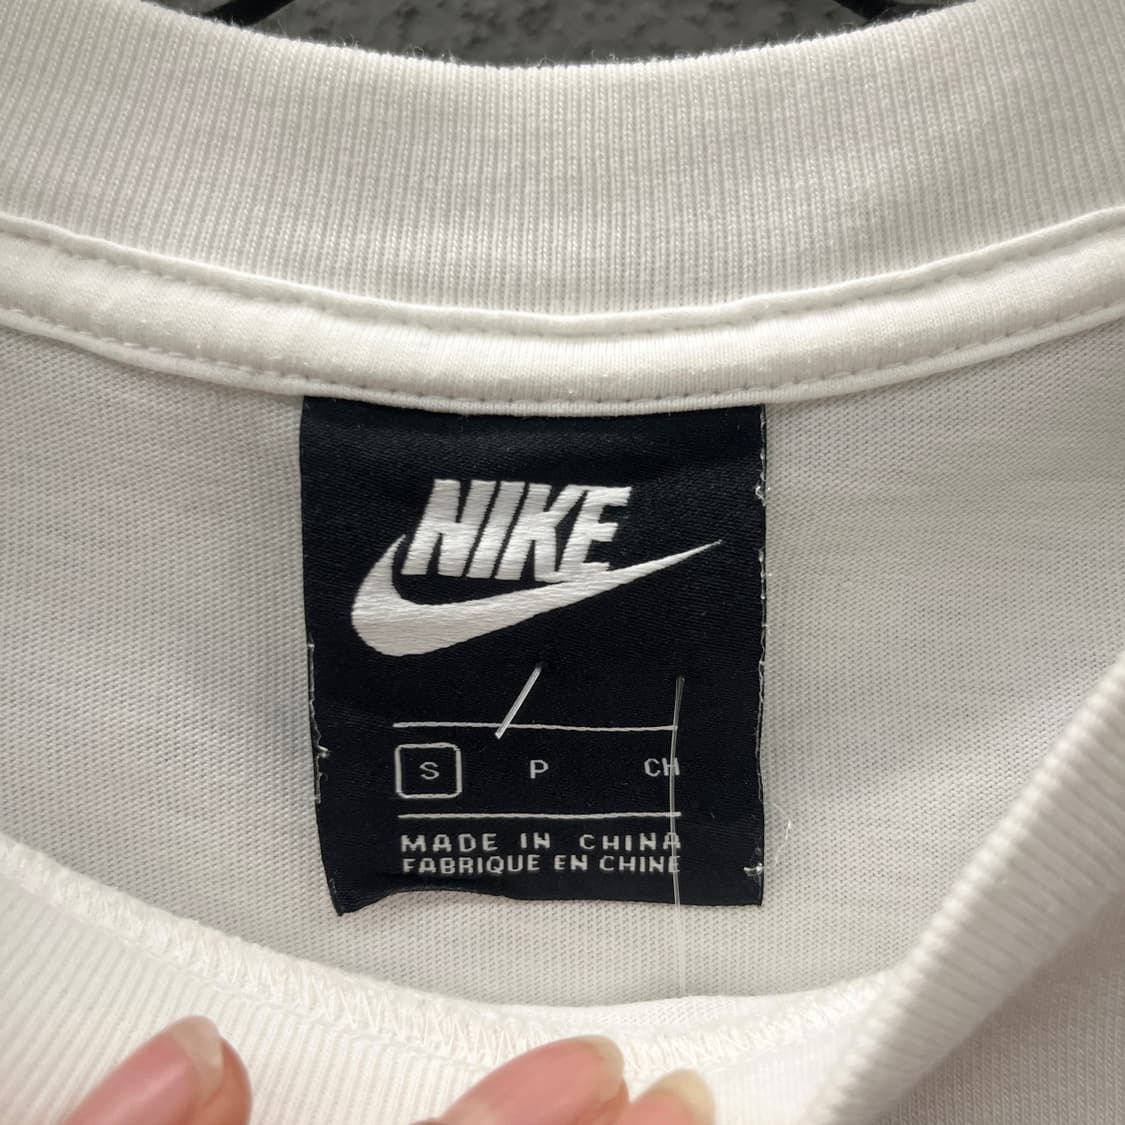 NIKE
S P CH
MADE IN CHINA
FABRIQUE EN CHINE